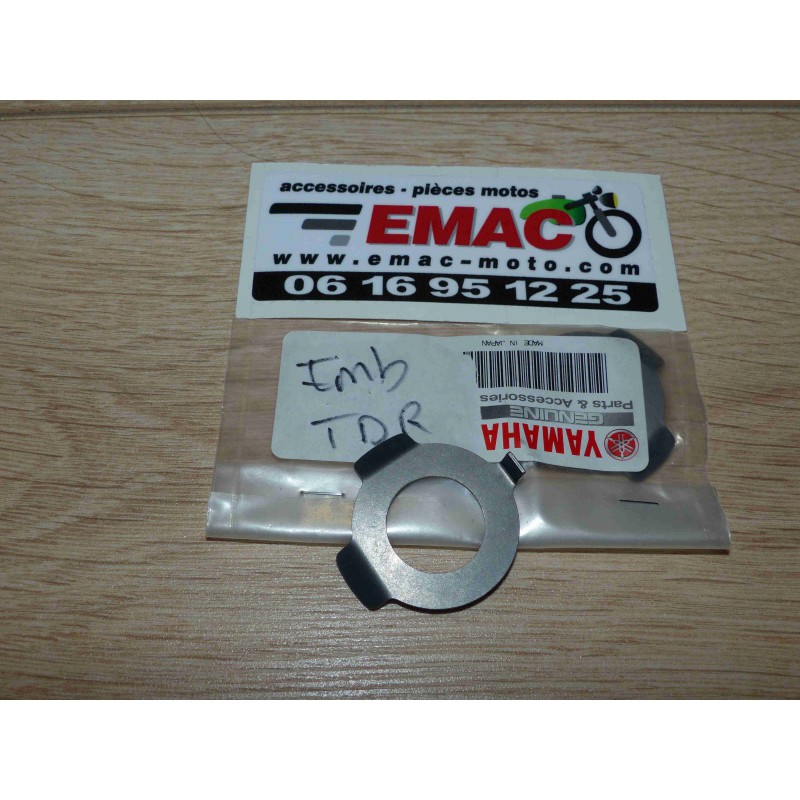 accessoires - pièces motos
EMAC
www.emac-moto.com
06 16 95 12 25
Imb
TDR
MADE IN JAPAN
Parts & Accessories
GENUINE
YAMAHA